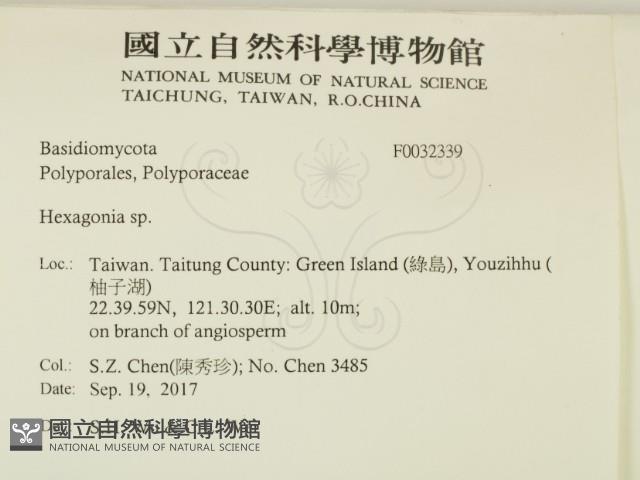 國立自然科學博物館
NATIONAL MUSEUM OF NATURAL SCIENCE
TAICHUNG, TAIWAN, R.O.CHINA
Basidiomycota F0032339
Polyporales, Polyporaceae
Hexagonia sp.
Loc.: Taiwan. Taitung County: Green Island (綠島), Youzihhu (
柚子湖)
22.39.59N, 121.30.30E; alt. 10m;
on branch of angiosperm
Col.: S.Z. Chen(陳秀珍); No. Chen 3485
Date: Sep. 19, 2017
國立自然科學博物館
NATIONAL MUSEUM OF NATURAL SCIENCE